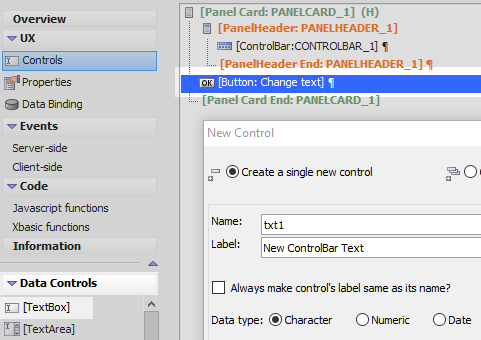 Overview
UX
Controls
Properties
Data Binding
Events
Server-side
Client-side
Code
Javascript functions
Xbasic functions
Information
Data Controls
[TextBox]
[TextArea]
[Panel Card: PANELCARD_1] (H)
[PanelHeader: PANELHEADER_1]
[ControlBar:CONTROLBAR_1] ¶
[PanelHeader End: PANELHEADER_1] ¶
OK [Button: Change text] ¶
[Panel Card End: PANELCARD_1]
New Control
Create a single new control
Name: txt1
Label: New ControlBar Text
Always make control's label same as its name?
Data type: Character Numeric Date